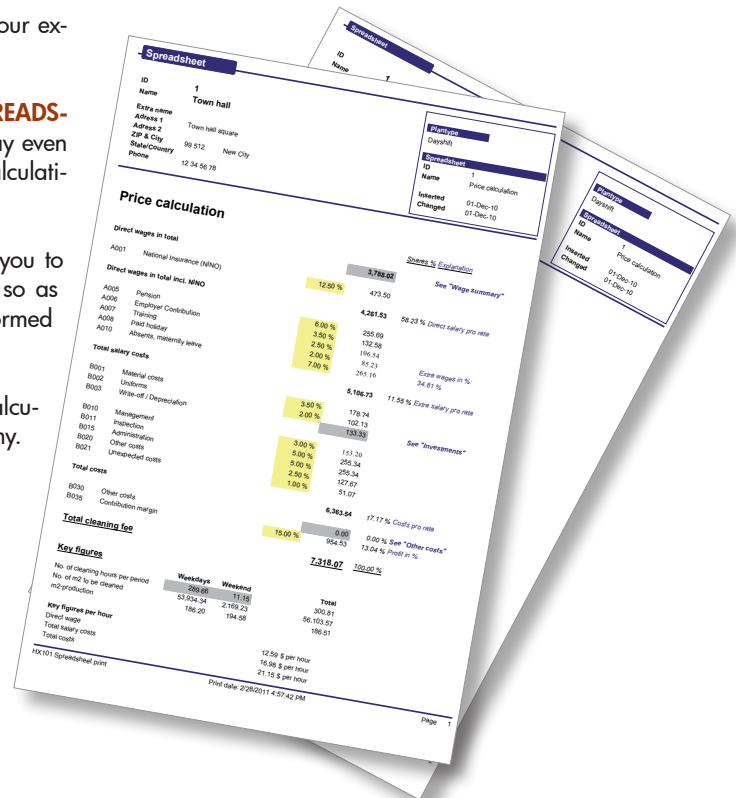 our ex-
READS-
ay even
alculati-
you to
so as
ormed
alcu-
ny.
Spreadsheet
ID 1
Name Town hall
Extra name
Adress 1 Town hall square
Adress 2
ZIP & City 99 512 New City
State/Country
Phone 12 34 56 78
Plantype
Dayshift
Spreadsheet
ID 1
Name Price calculation
Inserted 01-Dec-10
Changed 01-Dec-10
Price calculation
Shares % Explanation
Direct wages in total 3,788.02 See "Wage summary"
A001 National Insurance (NINO) 12.50 % 473.50
Direct wages in total incl. NINO 4,261.53 58.23 % Direct salary pro rata
A005 Pension 6.00 % 255.69
A006 Employer Contribution 3.50 % 132.58
A007 Training 2.50 % 106.54
A008 Paid holiday 2.00 % 85.23 Extra wages in %:
A010 Absents, maternity leave 7.00 % 265.16 34.81 %
Total salary costs 5,106.73 11.55 % Extra salary pro rata
B001 Material costs 3.50 % 178.74
B002 Uniforms 2.00 % 102.13
B003 Write-off / Depreciation 133.33 See "Investments"
B010 Management 3.00 % 153.20
B011 Inspection 5.00 % 255.34
B015 Administration 5.00 % 255.34
B020 Other costs 2.50 % 127.67
B021 Unexpected costs 1.00 % 51.07
Total costs 6,363.54 17.17 % Costs pro rata
B030 Other costs 0.00 0.00 % See "Other costs"
B035 Contribution margin 15.00 % 954.53 13.04 % Profit in %
Total cleaning fee 7,318.07 100.00 %
Key figures
Weekdays Weekend Total
No. of cleaning hours per period 289.66 11.15 300.81
No. of m2 to be cleaned 53,934.34 2,169.23 56,103.57
m2-production 186.20 194.58 186.51
Key figures per hour
Direct wage 12.59 $ per hour
Total salary costs 16.98 $ per hour
Total costs 21.15 $ per hour
HX101 Spreadsheet print Print date: 2/28/2011 4:57:42 PM Page 1
Spreadsheet
ID
Name 1
Plantype
Dayshift
Spreadsheet
ID 1
Name Price calculation
Inserted 01-Dec-10
Changed 01-Dec-10